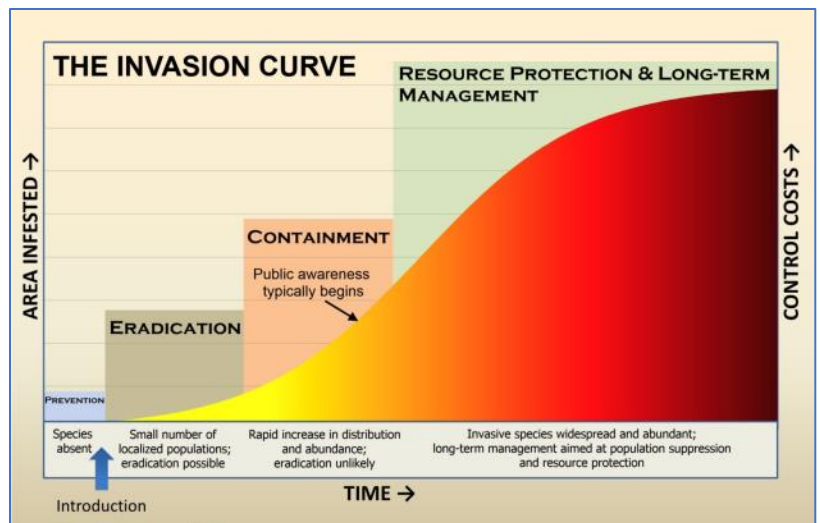 THE INVASION CURVE
RESOURCE PROTECTION & LONG-TERM
MANAGEMENT
AREA INFESTED →
CONTROL COSTS →
CONTAINMENT
Public awareness
typically begins
ERADICATION
PREVENTION
Species
absent
Small number of
localized populations;
eradication possible
Rapid increase in distribution
and abundance;
eradication unlikely
Invasive species widespread and abundant;
long-term management aimed at population suppression
and resource protection
Introduction
TIME →